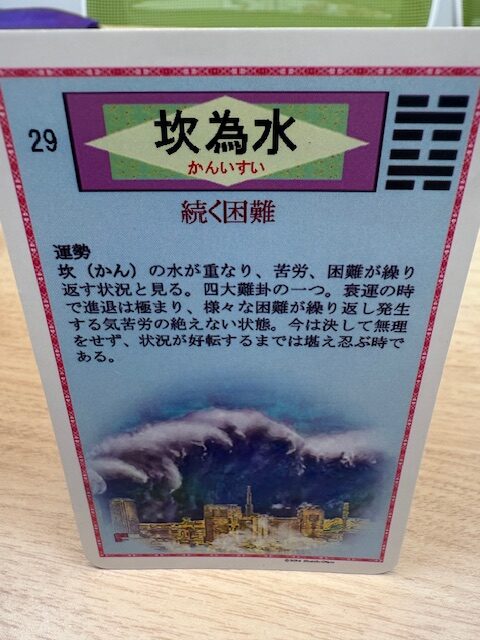 29
坎為水
かんいすい
続く困難
運勢
坎（かん）の水が重なり、苦労、困難が繰り
返す状況と見る。四大難卦の一つ。衰運の時
で進退は極まり、様々な困難が繰り返し発生
する気苦労の絶えない状態。今は決して無理
をせず、状況が好転するまでは堪え忍ぶ時で
ある。